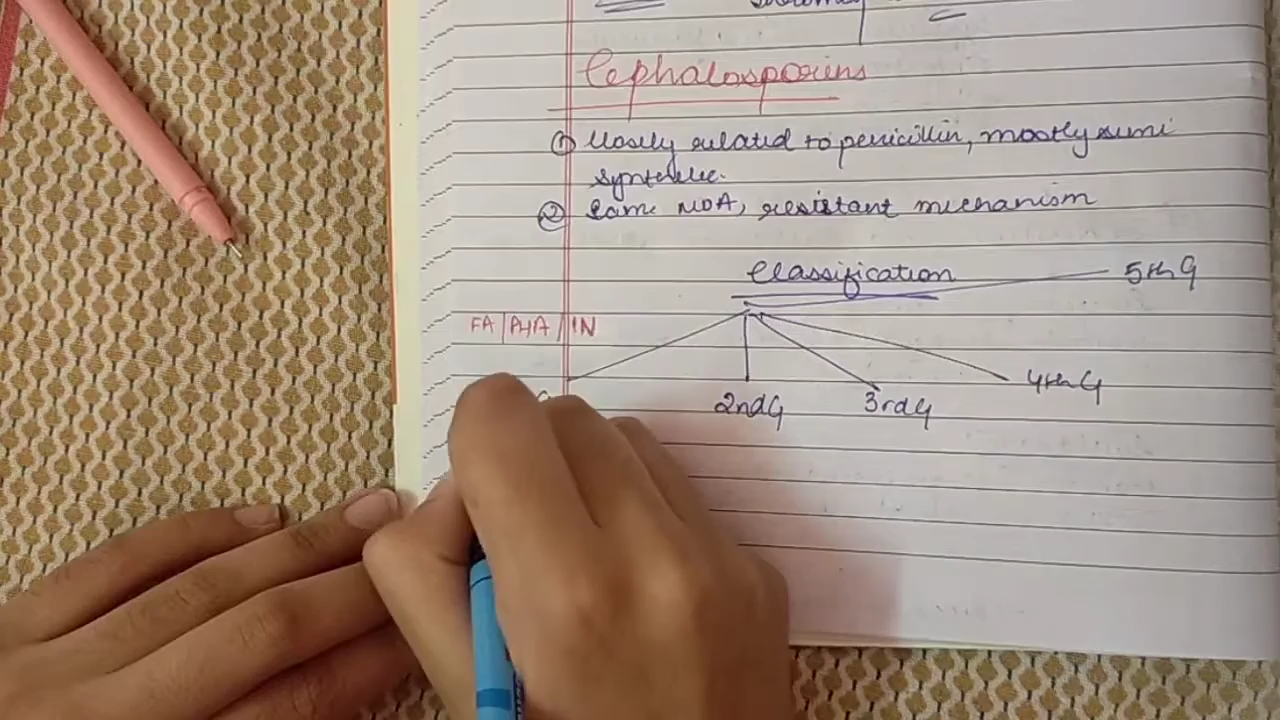 Cephalosporins
① Closely related to penicillin, mostly semi
synthetic.
② Same MOA, resistant mechanism
Classification
5th G
FA | PHA / IN
4th G
2nd G 3rd G